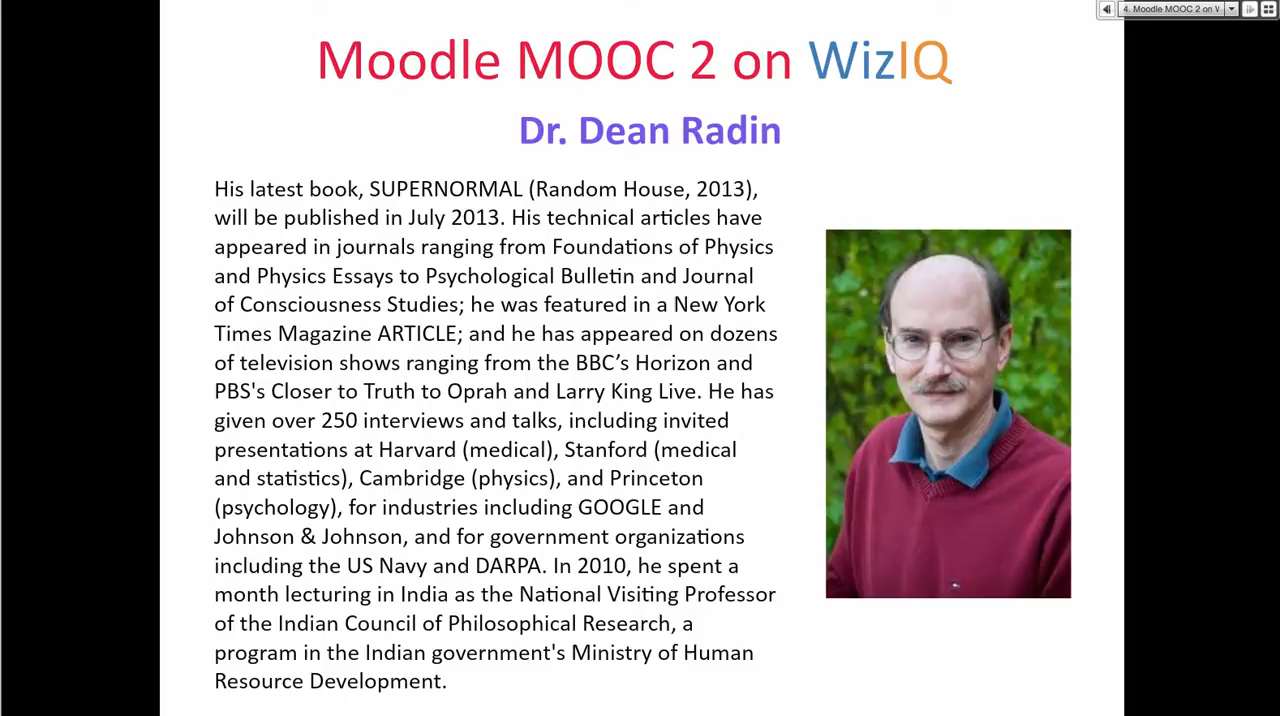 4. Moodle MOOC 2 on W
Moodle MOOC 2 on WizIQ
Dr. Dean Radin
His latest book, SUPERNORMAL (Random House, 2013),
will be published in July 2013. His technical articles have
appeared in journals ranging from Foundations of Physics
and Physics Essays to Psychological Bulletin and Journal
of Consciousness Studies; he was featured in a New York
Times Magazine ARTICLE; and he has appeared on dozens
of television shows ranging from the BBC’s Horizon and
PBS's Closer to Truth to Oprah and Larry King Live. He has
given over 250 interviews and talks, including invited
presentations at Harvard (medical), Stanford (medical
and statistics), Cambridge (physics), and Princeton
(psychology), for industries including GOOGLE and
Johnson & Johnson, and for government organizations
including the US Navy and DARPA. In 2010, he spent a
month lecturing in India as the National Visiting Professor
of the Indian Council of Philosophical Research, a
program in the Indian government's Ministry of Human
Resource Development.